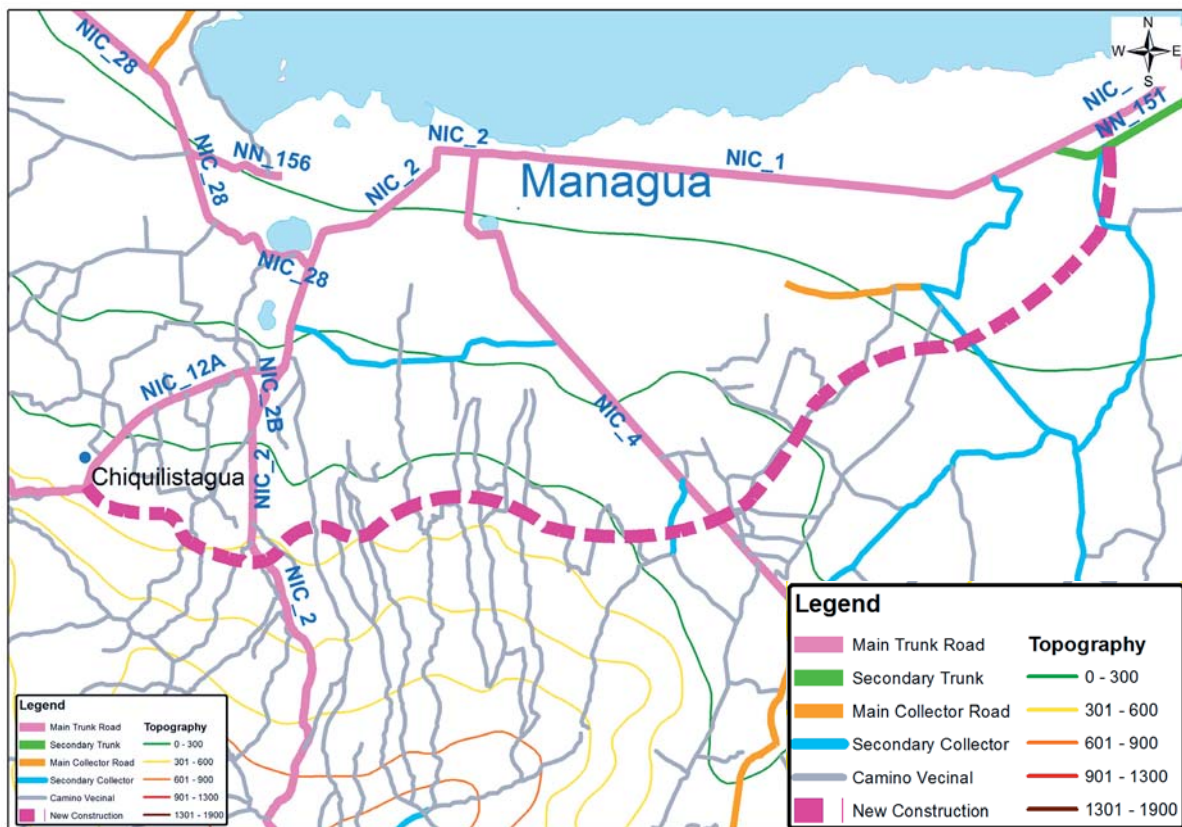 N
W E
S
NIC_28
NIC_
NN_151
NIC_2
NIC_1
NN_156
NIC_28
NIC_2
Managua
NIC_28
NIC_12A
NIC_
2B
NIC_4
NIC_2
Chiquilistagua
NIC_2
Legend
Main Trunk Road
Secondary Trunk
Main Collector Road
Secondary Collector
Camino Vecinal
New Construction
Topography
0 - 300
301 - 600
601 - 900
901 - 1300
1301 - 1900
Legend
Main Trunk Road
Secondary Trunk
Main Collector Road
Secondary Collector
Camino Vecinal
New Construction
Topography
0 - 300
301 - 600
601 - 900
901 - 1300
1301 - 1900